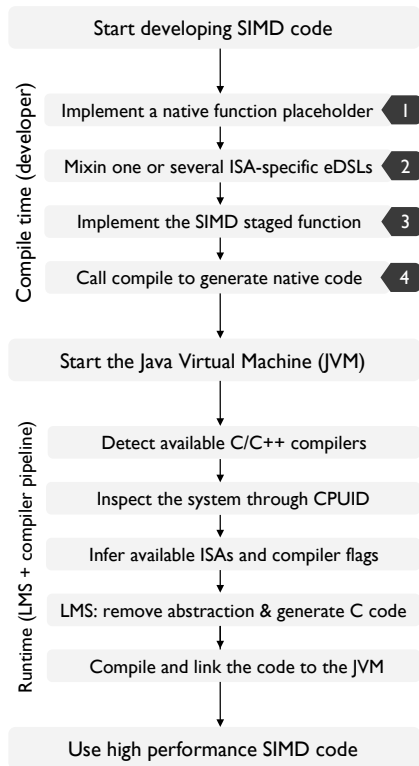 Start developing SIMD code
Compile time (developer)
Implement a native function placeholder 1
Mixin one or several ISA-specific eDSLs 2
Implement the SIMD staged function 3
Call compile to generate native code 4
Start the Java Virtual Machine (JVM)
Runtime (LMS + compiler pipeline)
Detect available C/C++ compilers
Inspect the system through CPUID
Infer available ISAs and compiler flags
LMS: remove abstraction & generate C code
Compile and link the code to the JVM
Use high performance SIMD code